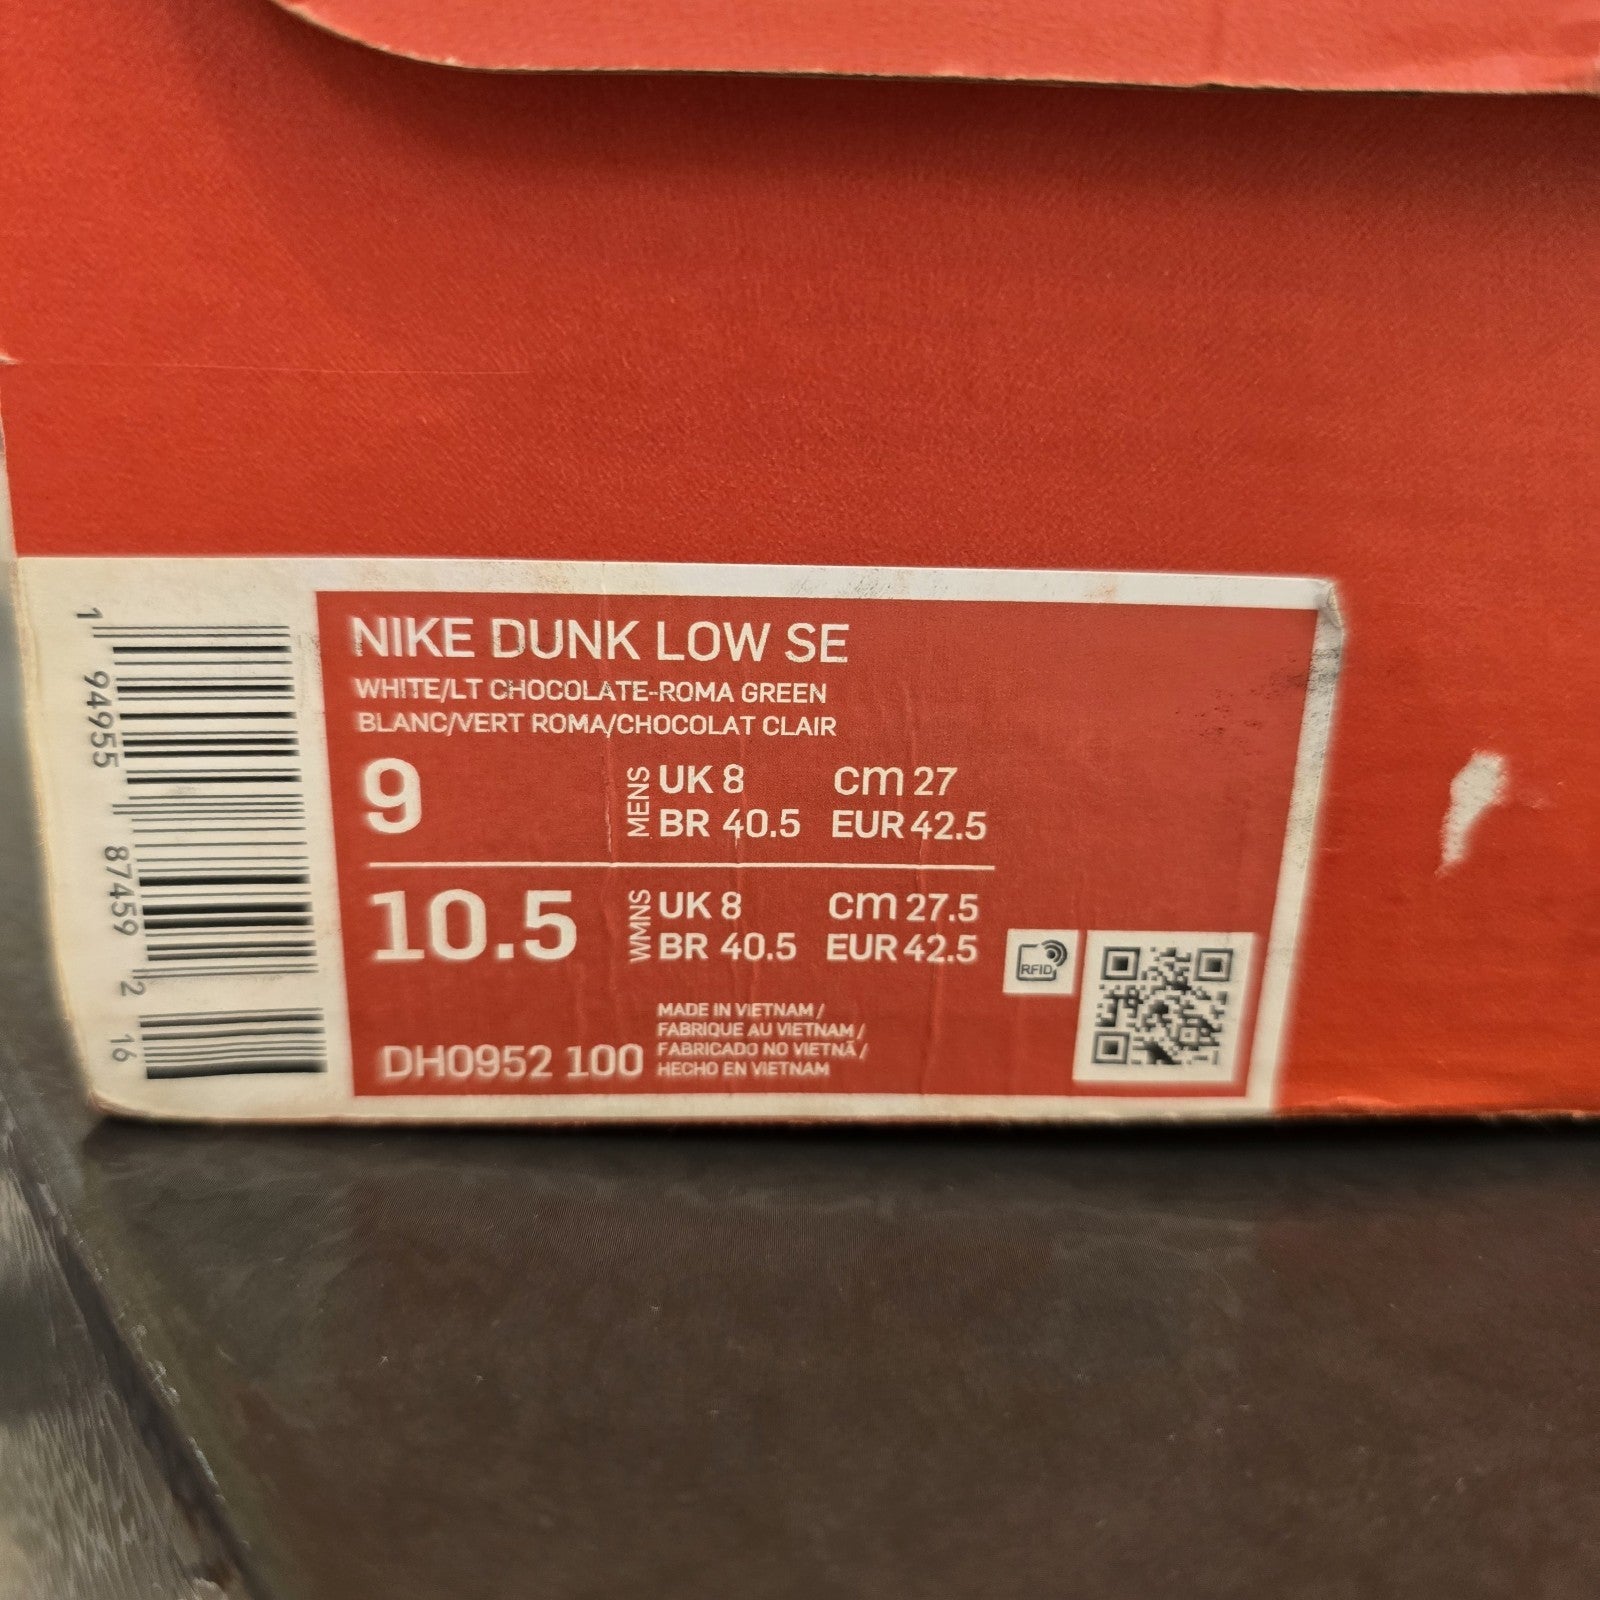 NIKE DUNK LOW SE
WHITE/LT CHOCOLATE-ROMA GREEN
BLANC/VERT ROMA/CHOCOLAT CLAIR
9
MENS
UK 8 cm 27
BR 40.5 EUR 42.5
10.5
WMNS
UK 8 cm 27.5
BR 40.5 EUR 42.5
RFID
MADE IN VIETNAM /
FABRIQUE AU VIETNAM /
FABRICADO NO VIETNÃ /
HECHO EN VIETNAM
DH0952 100
1 94955 87459 2 16